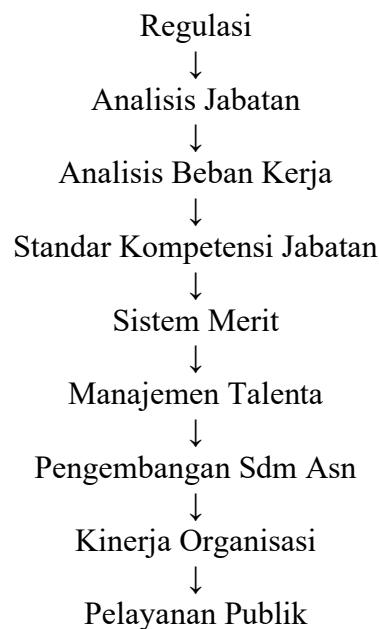 Regulasi
↓
Analisis Jabatan
↓
Analisis Beban Kerja
↓
Standar Kompetensi Jabatan
↓
Sistem Merit
↓
Manajemen Talenta
↓
Pengembangan Sdm Asn
↓
Kinerja Organisasi
↓
Pelayanan Publik